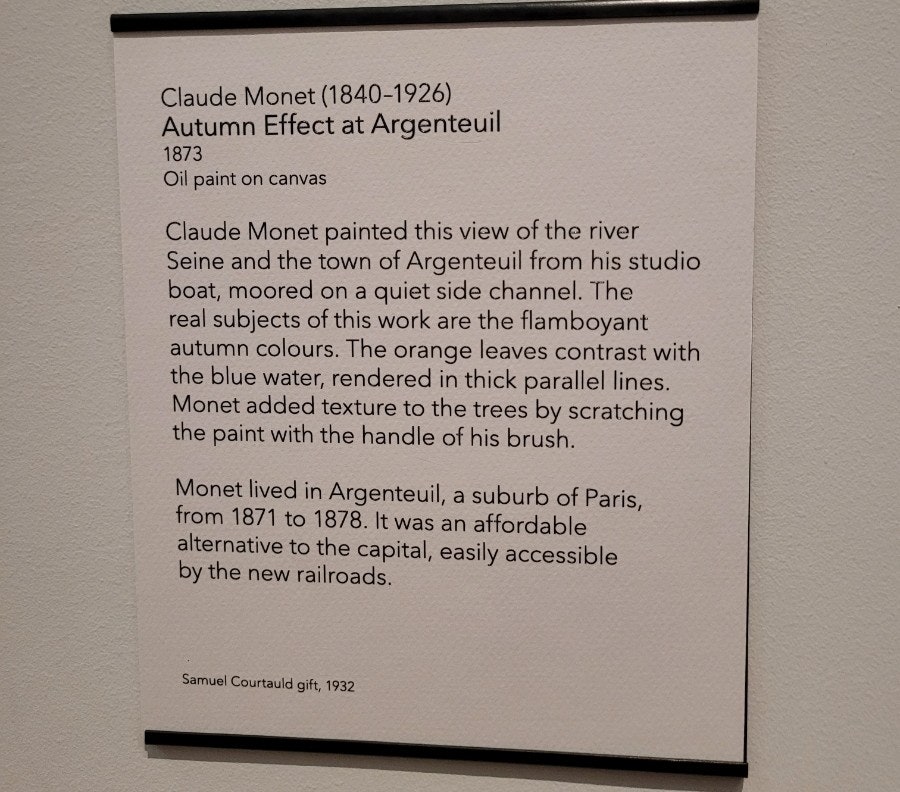 Claude Monet (1840-1926)
Autumn Effect at Argenteuil
1873
Oil paint on canvas
Claude Monet painted this view of the river
Seine and the town of Argenteuil from his studio
boat, moored on a quiet side channel. The
real subjects of this work are the flamboyant
autumn colours. The orange leaves contrast with
the blue water, rendered in thick parallel lines.
Monet added texture to the trees by scratching
the paint with the handle of his brush.
Monet lived in Argenteuil, a suburb of Paris,
from 1871 to 1878. It was an affordable
alternative to the capital, easily accessible
by the new railroads.
Samuel Courtauld gift, 1932